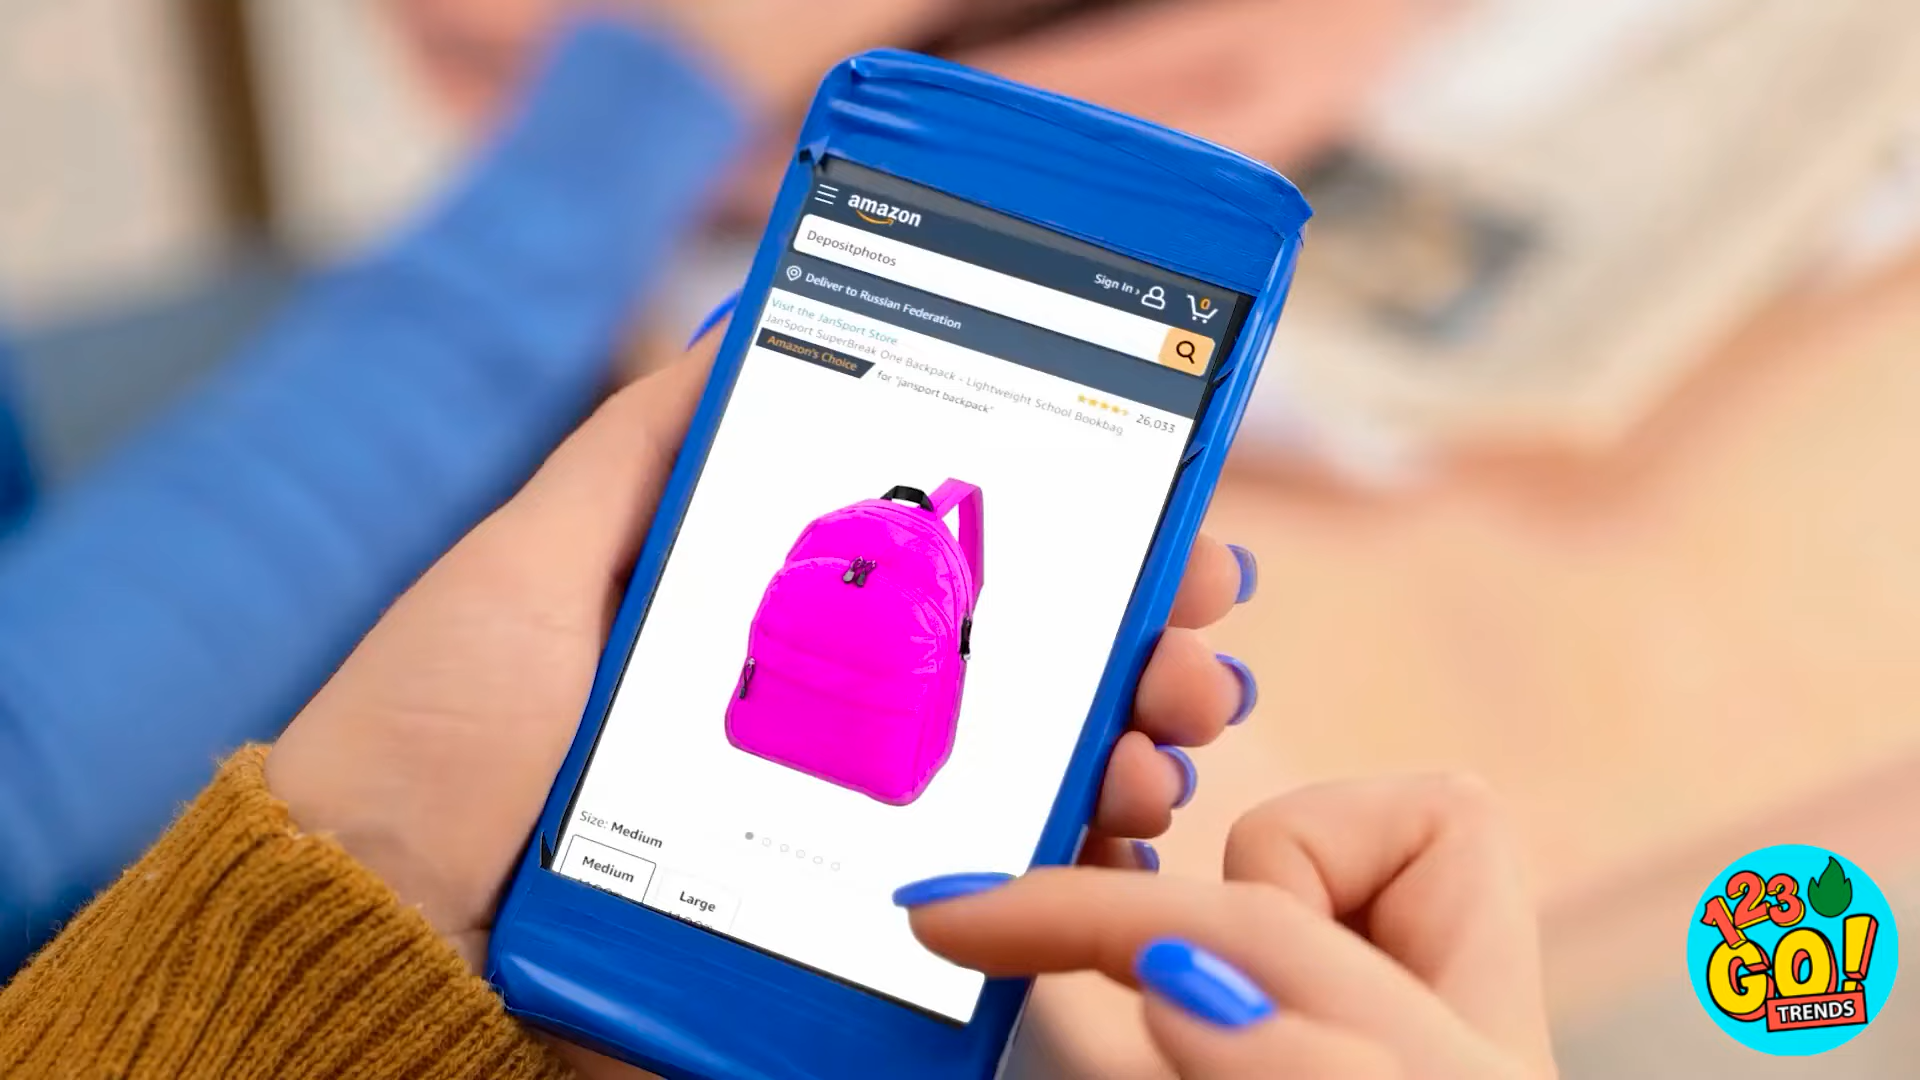 amazon
Sign In ›
0
Depositphotos
Deliver to Russian Federation
Visit the JanSport Store
JanSport SuperBreak One Backpack - Lightweight School Bookbag
26,033
Amazon's Choice
for "jansport backpack"
Size: Medium
Medium
Large
123
GO!
TRENDS